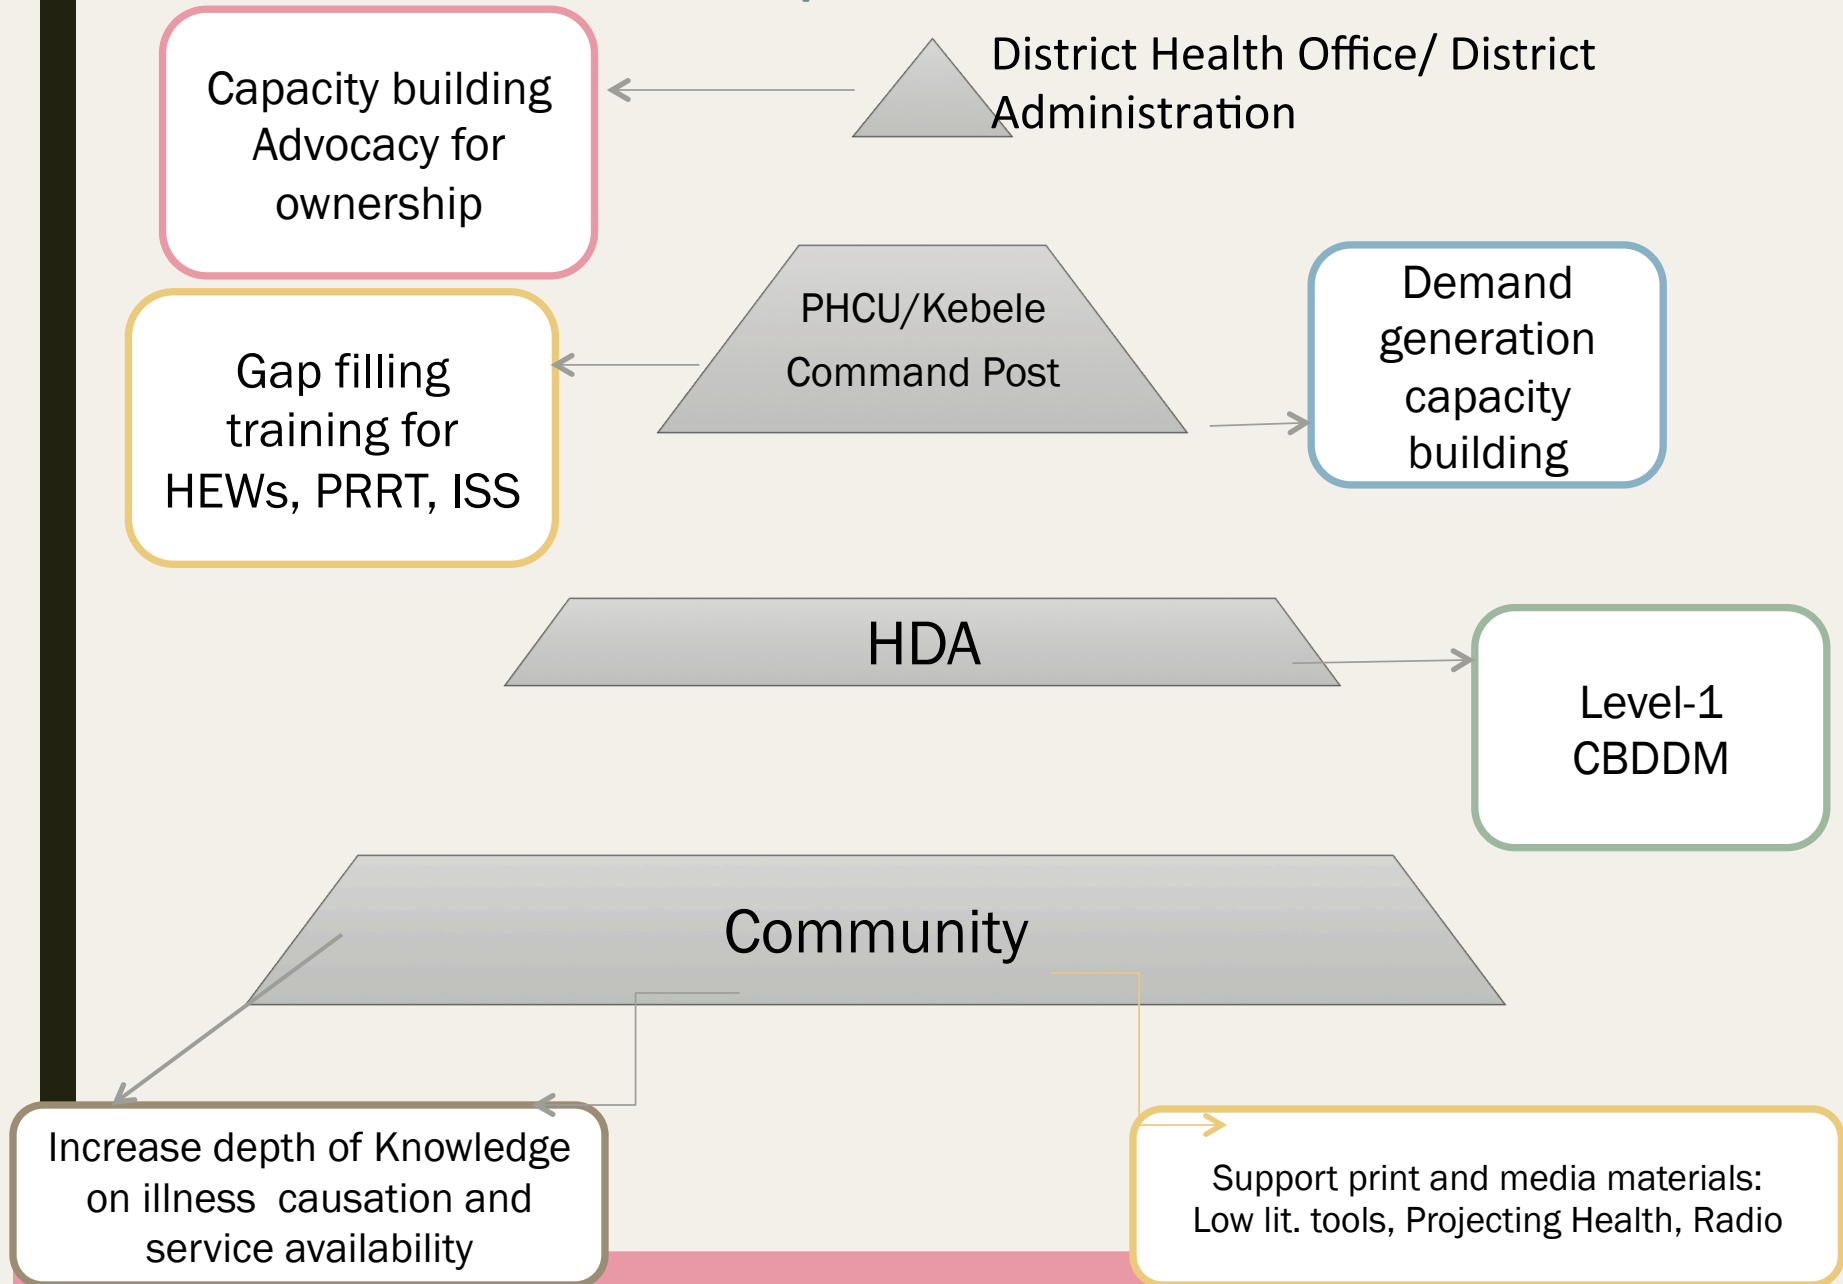 District Health Office/ District
Administration
Capacity building
Advocacy for
ownership
PHCU/Kebele
Command Post
Demand
generation
capacity
building
Gap filling
training for
HEWs, PRRT, ISS
HDA
Level-1
CBDDM
Community
Increase depth of Knowledge
on illness  causation and
service availability
Support print and media materials:
Low lit. tools, Projecting Health, Radio